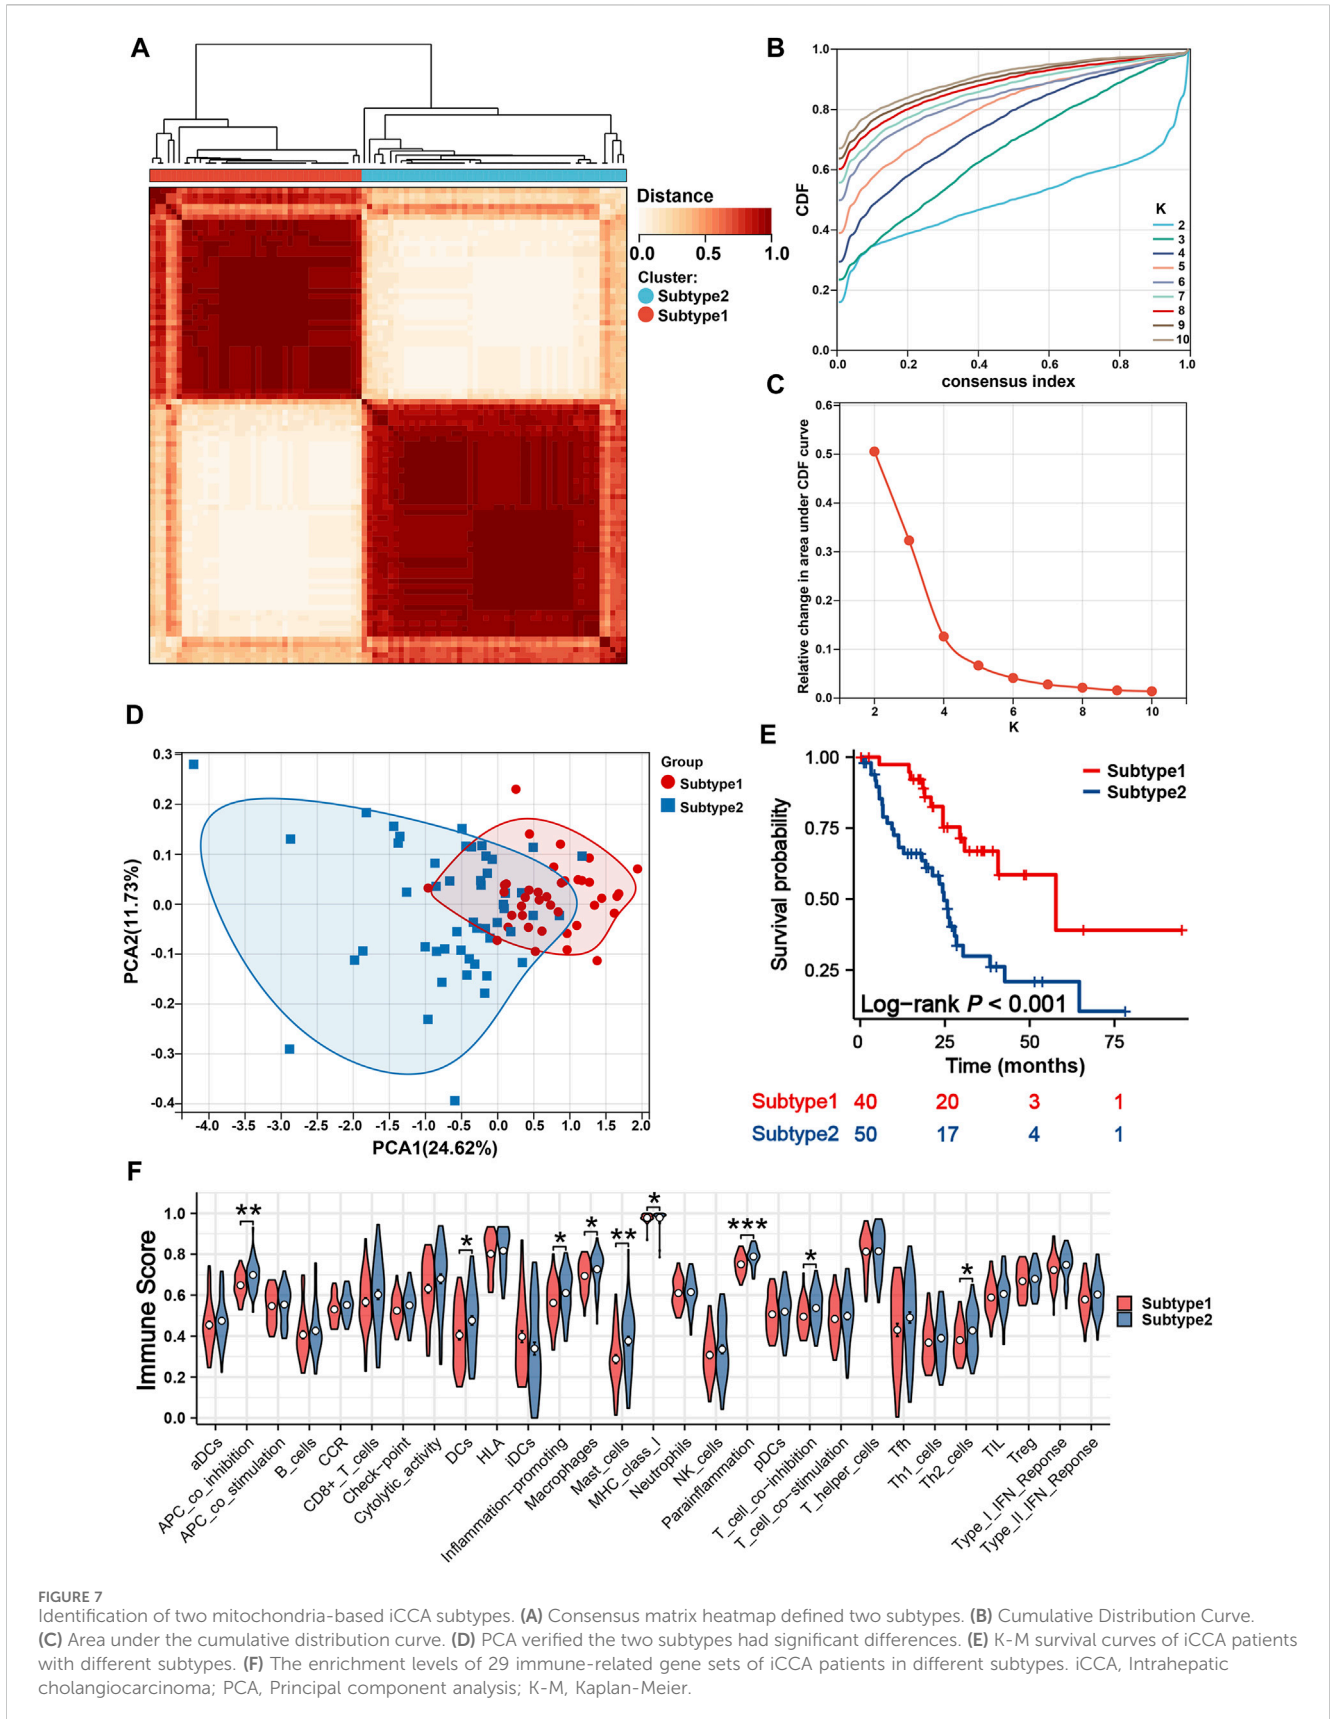 A
Distance
0.0 0.5 1.0
Cluster:
Subtype2
Subtype1
B
CDF
1.0
0.8
0.6
0.4
0.2
0.0
0.0 0.2 0.4 0.6 0.8 1.0
consensus index
K
2
3
4
5
6
7
8
9
10
C
Relative change in area under CDF curve
0.6
0.5
0.4
0.3
0.2
0.1
0.0
2 4 6 8 10
K
D
PCA2(11.73%)
0.3
0.2
0.1
0.0
-0.1
-0.2
-0.3
-0.4
-4.0 -3.5 -3.0 -2.5 -2.0 -1.5 -1.0 -0.5 0.0 0.5 1.0 1.5 2.0
PCA1(24.62%)
Group
Subtype1
Subtype2
E
Survival probability
1.00
0.75
0.50
0.25
Subtype1
Subtype2
Log-rank P < 0.001
0 25 50 75
Time (months)
Subtype1 40 20 3 1
Subtype2 50 17 4 1
F
Immune Score
1.0
0.8
0.6
0.4
0.2
0.0
** * * * ** * *** * *
Subtype1
Subtype2
aDCs
APC_co_inhibition
APC_co_stimulation
B_cells
CCR
CD8+_T_cells
Check-point
Cytolytic_activity
DCs
HLA
iDCs
Inflammation-promoting
Macrophages
Mast_cells
MHC_class_I
Neutrophils
NK_cells
Parainflammation
pDCs
T_cell_co-inhibition
T_cell_co-stimulation
T_helper_cells
Tfh
Th1_cells
Th2_cells
TIL
Treg
Type_I_IFN_Reponse
Type_II_IFN_Reponse
FIGURE 7
Identification of two mitochondria-based iCCA subtypes. (A) Consensus matrix heatmap defined two subtypes. (B) Cumulative Distribution Curve.
(C) Area under the cumulative distribution curve. (D) PCA verified the two subtypes had significant differences. (E) K-M survival curves of iCCA patients
with different subtypes. (F) The enrichment levels of 29 immune-related gene sets of iCCA patients in different subtypes. iCCA, Intrahepatic
cholangiocarcinoma; PCA, Principal component analysis; K-M, Kaplan-Meier.